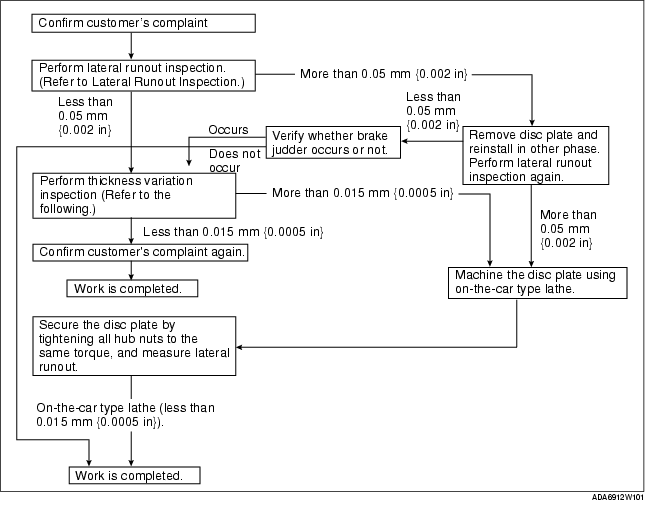 Confirm customer's complaint
Perform lateral runout inspection.
(Refer to Lateral Runout Inspection.)
More than 0.05 mm {0.002 in}
Less than
0.05 mm
{0.002 in}
Less than
0.05 mm
{0.002 in}
Remove disc plate and
reinstall in other phase.
Perform lateral runout
inspection again.
Occurs
Verify whether brake
judder occurs or not.
Does not
occur
Perform thickness variation
inspection (Refer to the
following.)
More than 0.015 mm {0.0005 in}
More than
0.05 mm
{0.002 in}
Less than 0.015 mm {0.0005 in}
Confirm customer's complaint again.
Work is completed.
Machine the disc plate using
on-the-car type lathe.
Secure the disc plate by
tightening all hub nuts to the
same torque, and measure lateral
runout.
On-the-car type lathe (less than
0.015 mm {0.0005 in}).
Work is completed.
ADA6912W101